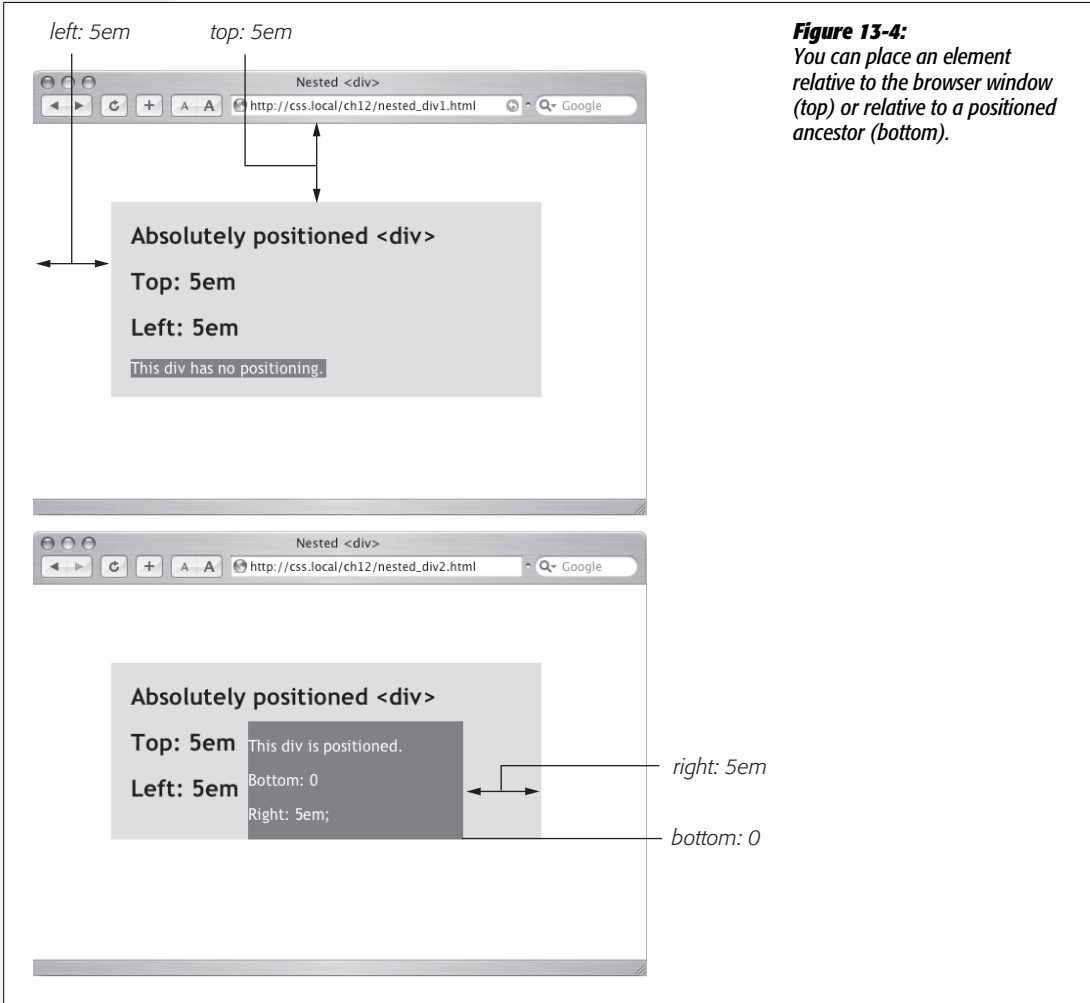 left: 5em
top: 5em
Figure 13-4:
You can place an element
relative to the browser window
(top) or relative to a positioned
ancestor (bottom).
Nested <div>
A A
http://css.local/ch12/nested_div1.html
Google
Absolutely positioned <div>
Top: 5em
Left: 5em
This div has no positioning.
Nested <div>
A A
http://css.local/ch12/nested_div2.html
Google
Absolutely positioned <div>
Top: 5em
Left: 5em
This div is positioned.
Bottom: 0
Right: 5em;
right: 5em
bottom: 0